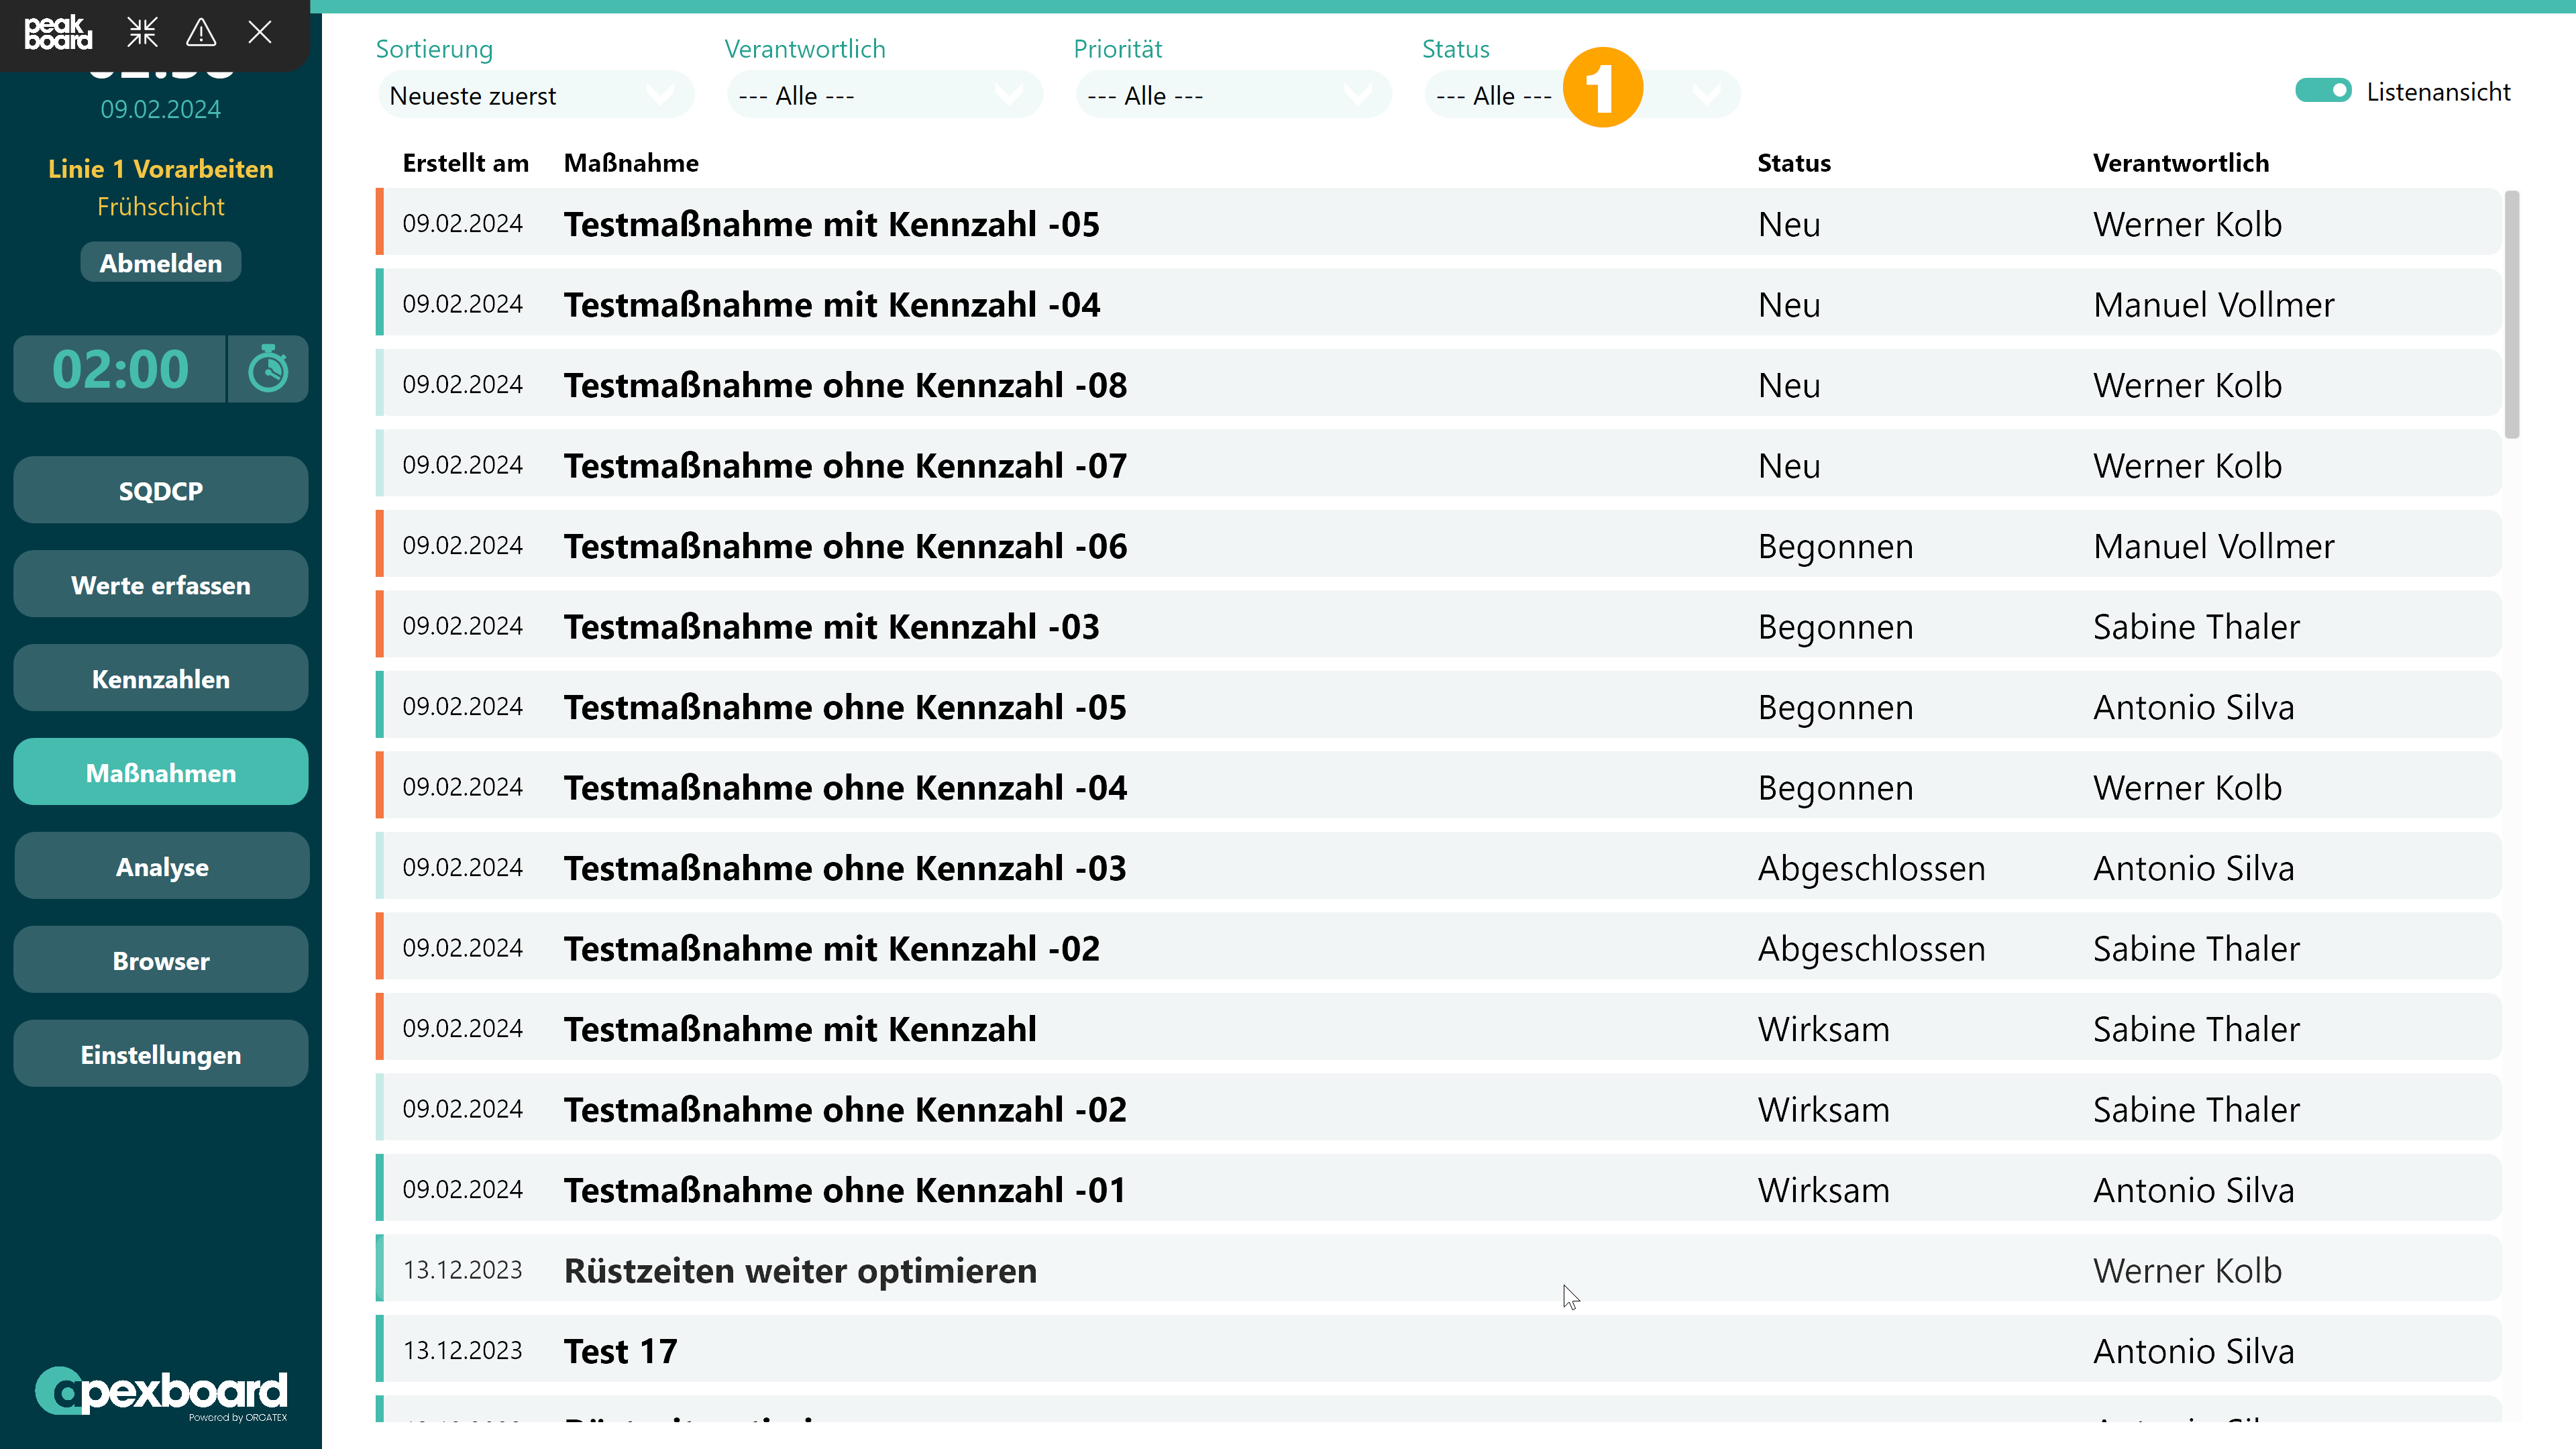 peak
board
09.02.2024
Linie 1 Vorarbeiten
Frühschicht
Abmelden
02:00
SQDCP
Werte erfassen
Kennzahlen
Maßnahmen
Analyse
Browser
Einstellungen
apexboard
Powered by OROATEX
Sortierung Verantwortlich Priorität Status
Neueste zuerst --- Alle --- --- Alle --- --- Alle --- 1 Listenansicht
Erstellt am Maßnahme Status Verantwortlich
09.02.2024 Testmaßnahme mit Kennzahl -05 Neu Werner Kolb
09.02.2024 Testmaßnahme mit Kennzahl -04 Neu Manuel Vollmer
09.02.2024 Testmaßnahme ohne Kennzahl -08 Neu Werner Kolb
09.02.2024 Testmaßnahme ohne Kennzahl -07 Neu Werner Kolb
09.02.2024 Testmaßnahme ohne Kennzahl -06 Begonnen Manuel Vollmer
09.02.2024 Testmaßnahme mit Kennzahl -03 Begonnen Sabine Thaler
09.02.2024 Testmaßnahme ohne Kennzahl -05 Begonnen Antonio Silva
09.02.2024 Testmaßnahme ohne Kennzahl -04 Begonnen Werner Kolb
09.02.2024 Testmaßnahme ohne Kennzahl -03 Abgeschlossen Antonio Silva
09.02.2024 Testmaßnahme mit Kennzahl -02 Abgeschlossen Sabine Thaler
09.02.2024 Testmaßnahme mit Kennzahl Wirksam Sabine Thaler
09.02.2024 Testmaßnahme ohne Kennzahl -02 Wirksam Sabine Thaler
09.02.2024 Testmaßnahme ohne Kennzahl -01 Wirksam Antonio Silva
13.12.2023 Rüstzeiten weiter optimieren Werner Kolb
13.12.2023 Test 17 Antonio Silva